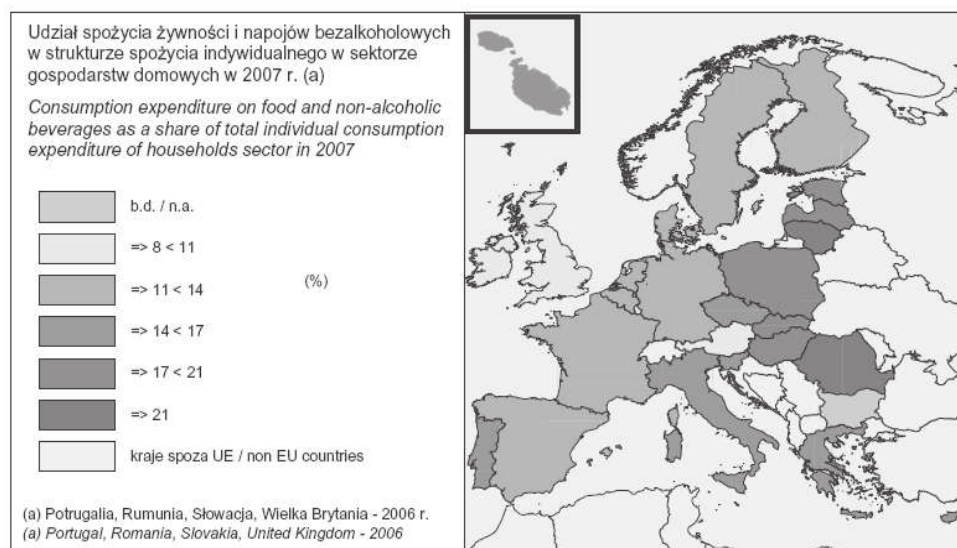 Udział spożycia żywności i napojów bezalkoholowych
w strukturze spożycia indywidualnego w sektorze
gospodarstw domowych w 2007 r. (a)
Consumption expenditure on food and non-alcoholic
beverages as a share of total individual consumption
expenditure of households sector in 2007
b.d. / n.a.
=> 8 < 11
=> 11 < 14
(%)
=> 14 < 17
=> 17 < 21
=> 21
kraje spoza UE / non EU countries
(a) Potrugalia, Rumunia, Słowacja, Wielka Brytania - 2006 r.
(a) Portugal, Romania, Slovakia, United Kingdom - 2006